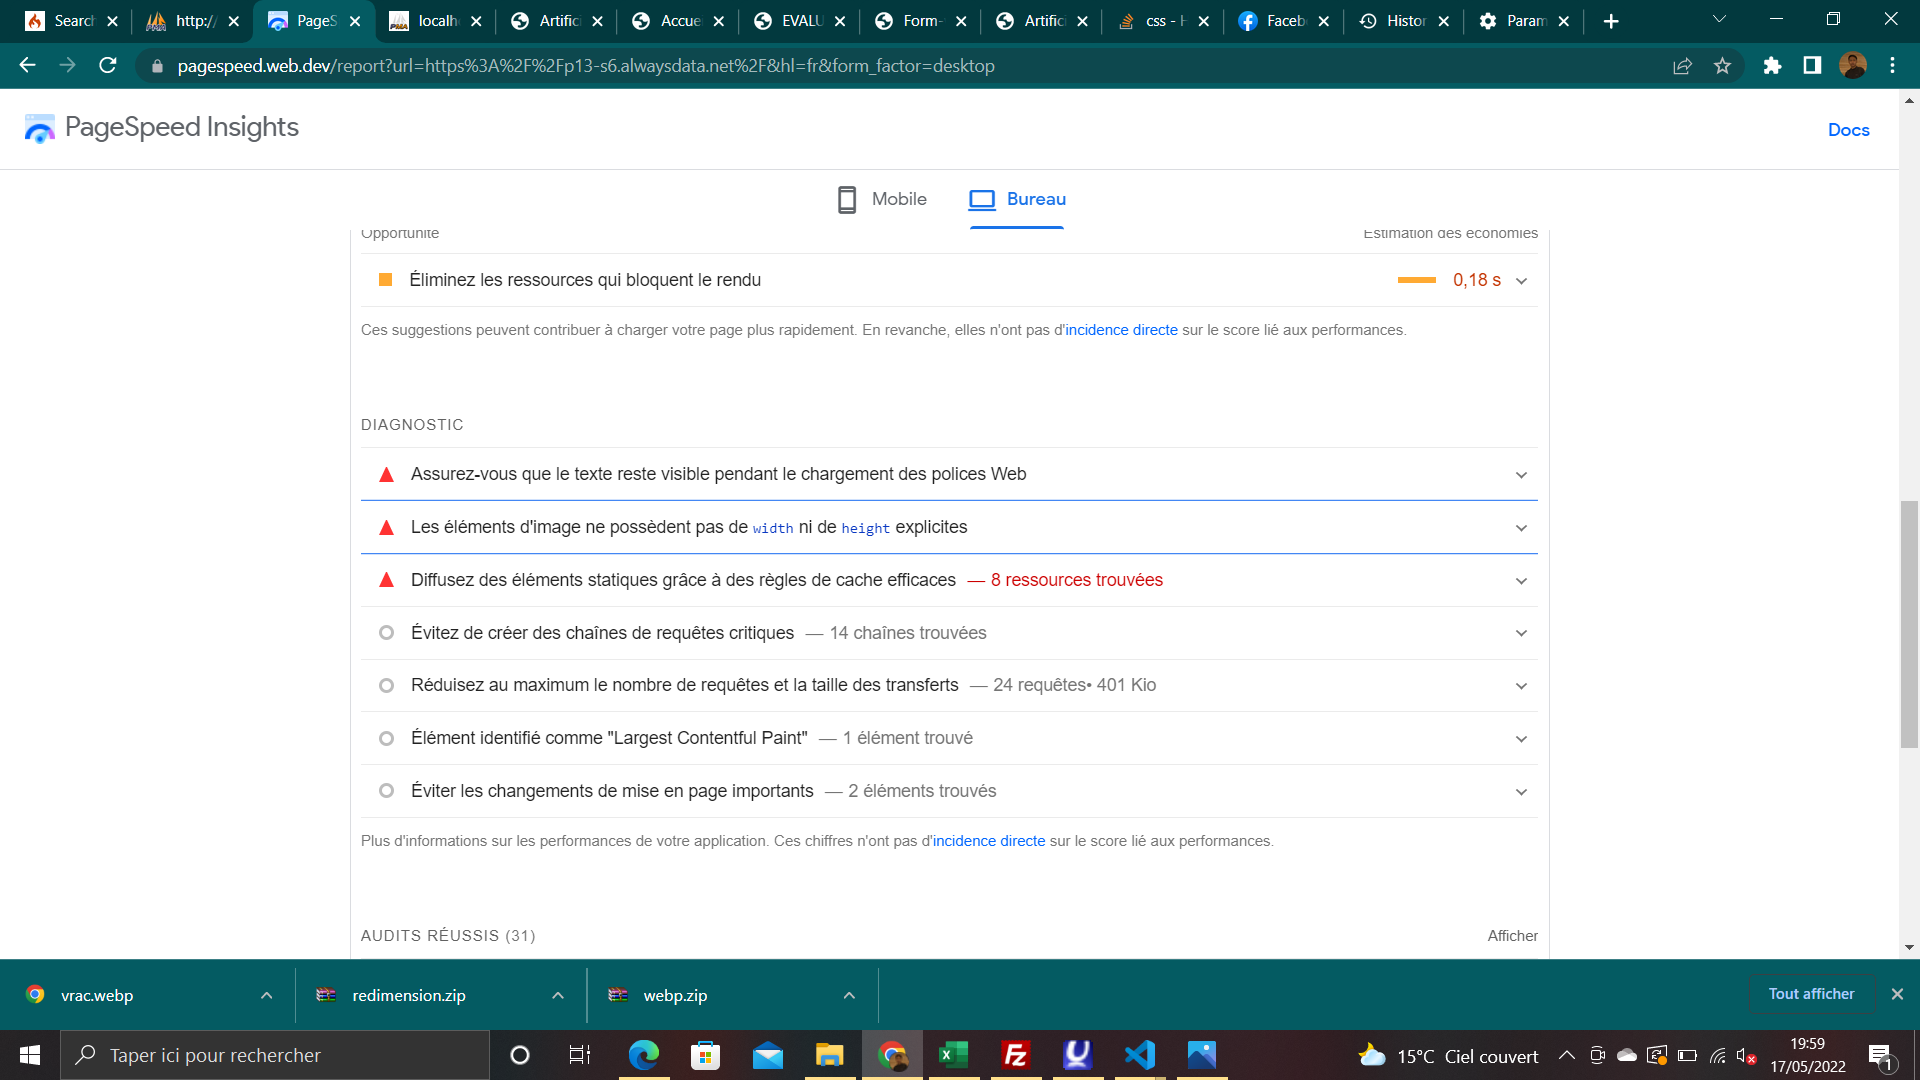 Search
http://
PageS
localh
Artifici
Accue
EVALU
Form-
Artifici
css - H
Faceb
Histor
Param
pagespeed.web.dev/report?url=https%3A%2F%2Fp13-s6.alwaysdata.net%2F&hl=fr&form_factor=desktop
PageSpeed Insights
Docs
Mobile
Bureau
Opportunité
Estimation des économies
Éliminez les ressources qui bloquent le rendu
0,18 s
Ces suggestions peuvent contribuer à charger votre page plus rapidement. En revanche, elles n'ont pas d'incidence directe sur le score lié aux performances.
DIAGNOSTIC
Assurez-vous que le texte reste visible pendant le chargement des polices Web
Les éléments d'image ne possèdent pas de width ni de height explicites
Diffusez des éléments statiques grâce à des règles de cache efficaces — 8 ressources trouvées
Évitez de créer des chaînes de requêtes critiques — 14 chaînes trouvées
Réduisez au maximum le nombre de requêtes et la taille des transferts — 24 requêtes• 401 Kio
Élément identifié comme "Largest Contentful Paint" — 1 élément trouvé
Éviter les changements de mise en page importants — 2 éléments trouvés
Plus d'informations sur les performances de votre application. Ces chiffres n'ont pas d'incidence directe sur le score lié aux performances.
AUDITS RÉUSSIS (31)
Afficher
vrac.webp
redimension.zip
webp.zip
Tout afficher
Taper ici pour rechercher
15°C Ciel couvert
19:59
17/05/2022
1